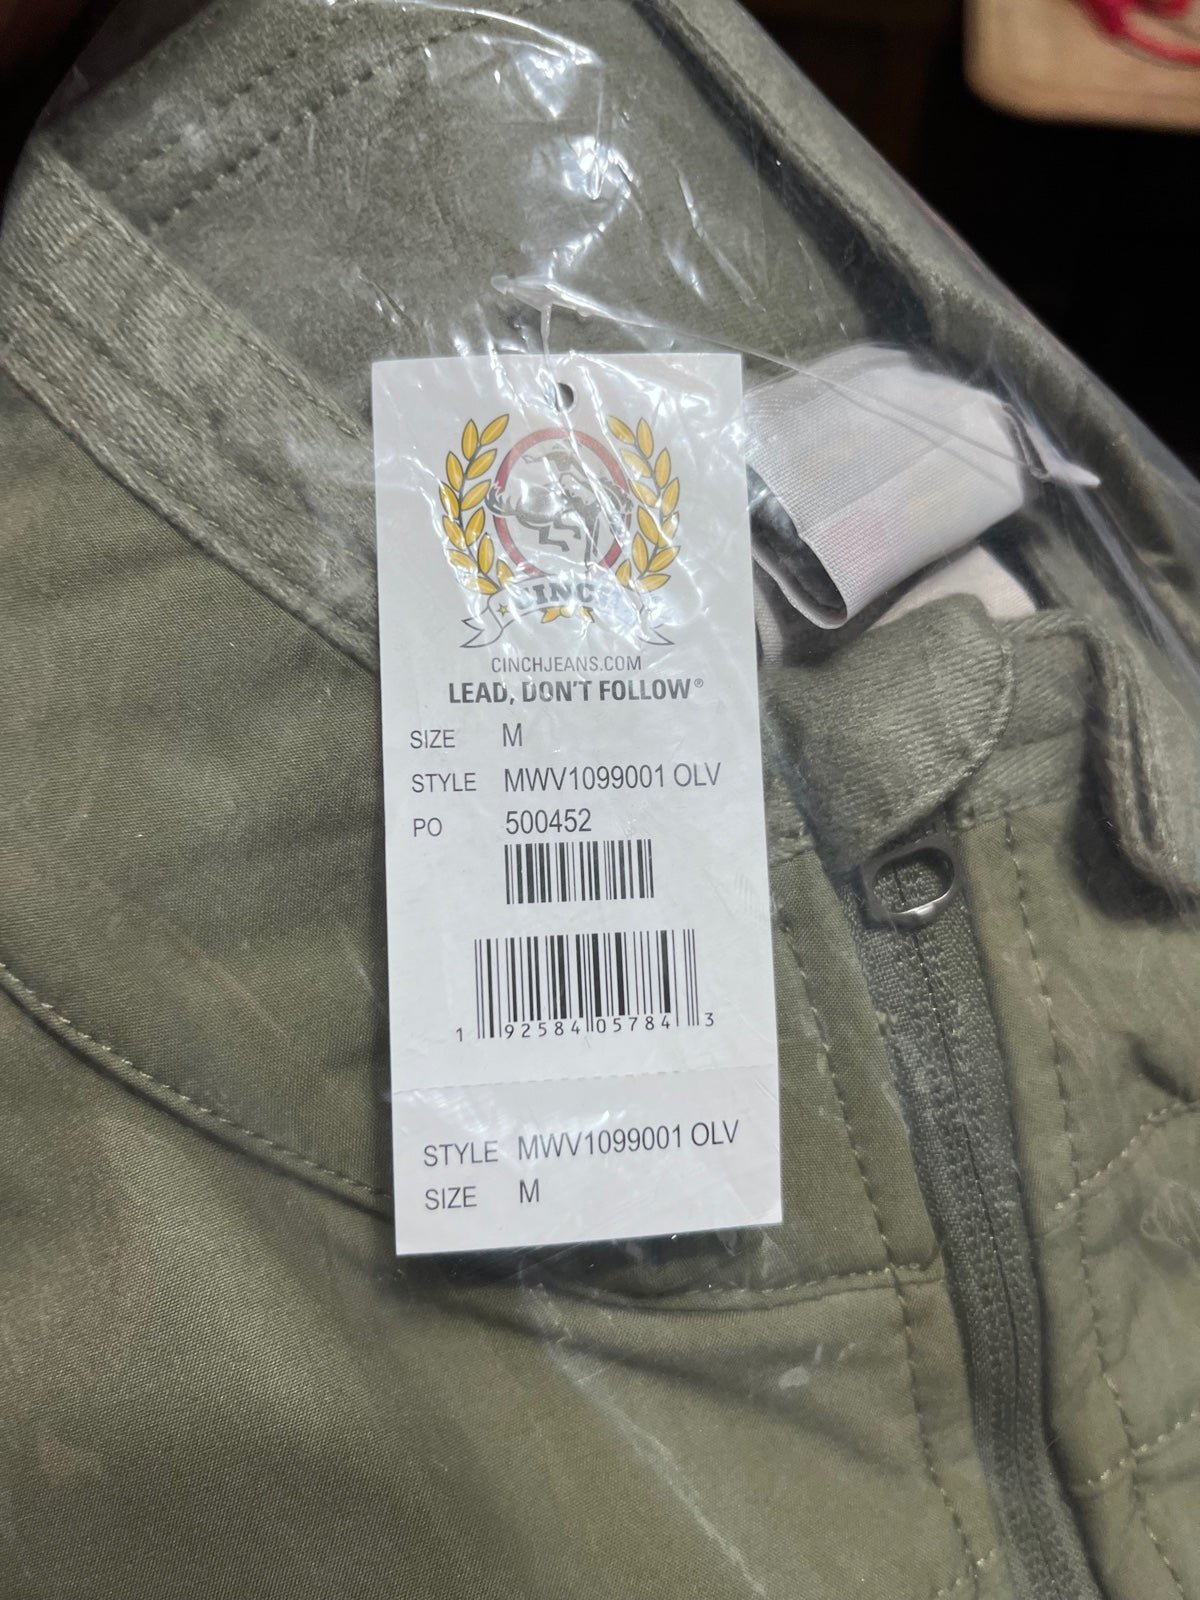 CINCH
CINCHJEANS.COM
LEAD, DON'T FOLLOW®
SIZE M
STYLE MWV1099001 OLV
PO 500452
1 92584 05784 3
STYLE MWV1099001 OLV
SIZE M